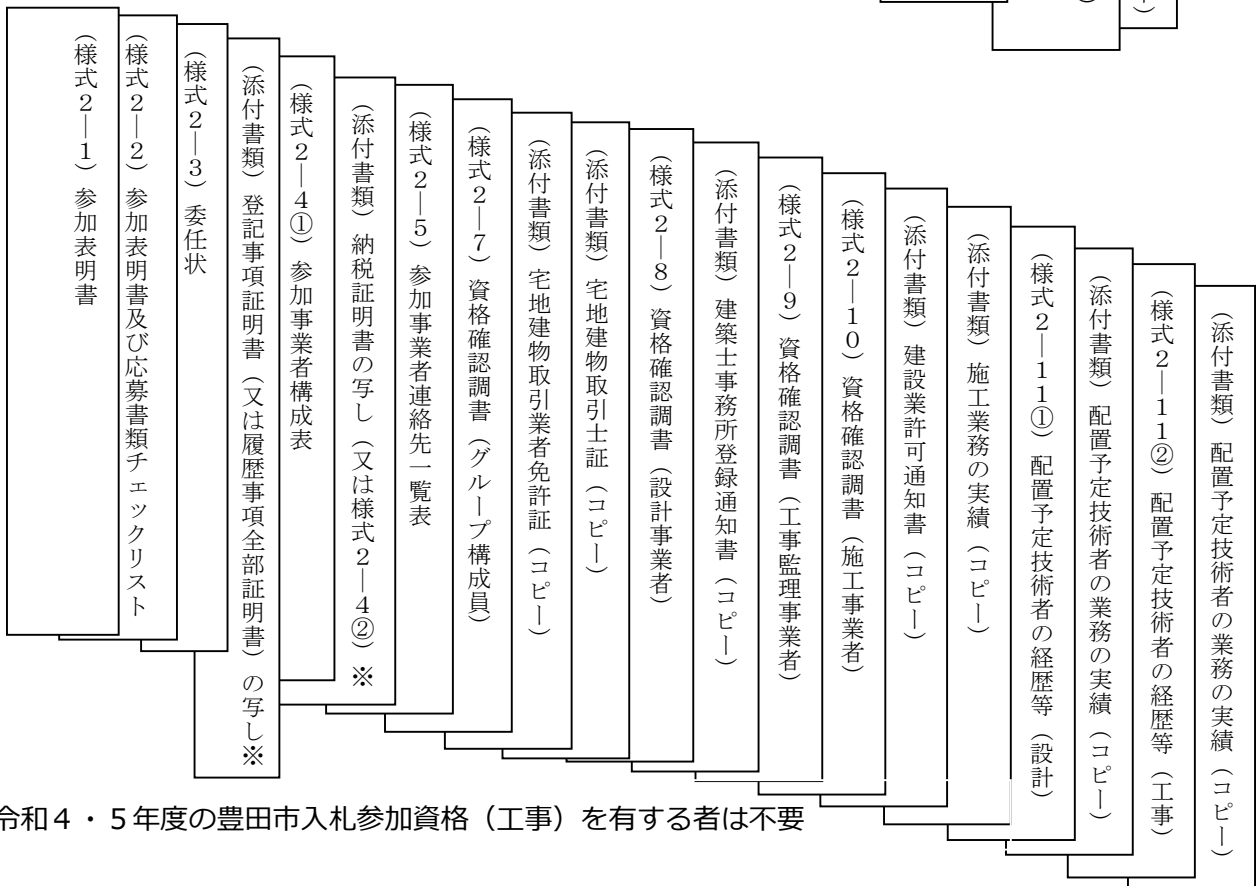 (様式２―１）参加表明書
(様式２―２）参加表明書及び応募書類チェックリスト
(様式２―３）委任状
(添付書類）登記事項証明書（又は履歴事項全部証明書）の写し※
(様式２―４①）参加事業者構成表
(添付書類）納税証明書の写し（又は様式２―４②）※
(様式２―５）参加事業者連絡先一覧表
(様式２―７）資格確認調書（グループ構成員）
(添付書類）宅地建物取引業者免許証（コピー）
(添付書類）宅地建物取引士証（コピー）
(様式２―８）資格確認調書（設計事業者）
(添付書類）建築士事務所登録通知書（コピー）
(様式２―９）資格確認調書（工事監理事業者）
(様式２―１０）資格確認調書（施工事業者）
(添付書類）建設業許可通知書（コピー）
(添付書類）施工業務の実績（コピー）
(様式２―１１①）配置予定技術者の経歴等（設計）
(添付書類）配置予定技術者の業務の実績（コピー）
(様式２―１１②）配置予定技術者の経歴等（工事）
(添付書類）配置予定技術者の業務の実績（コピー）
令和４・５年度の豊田市入札参加資格（工事）を有する者は不要